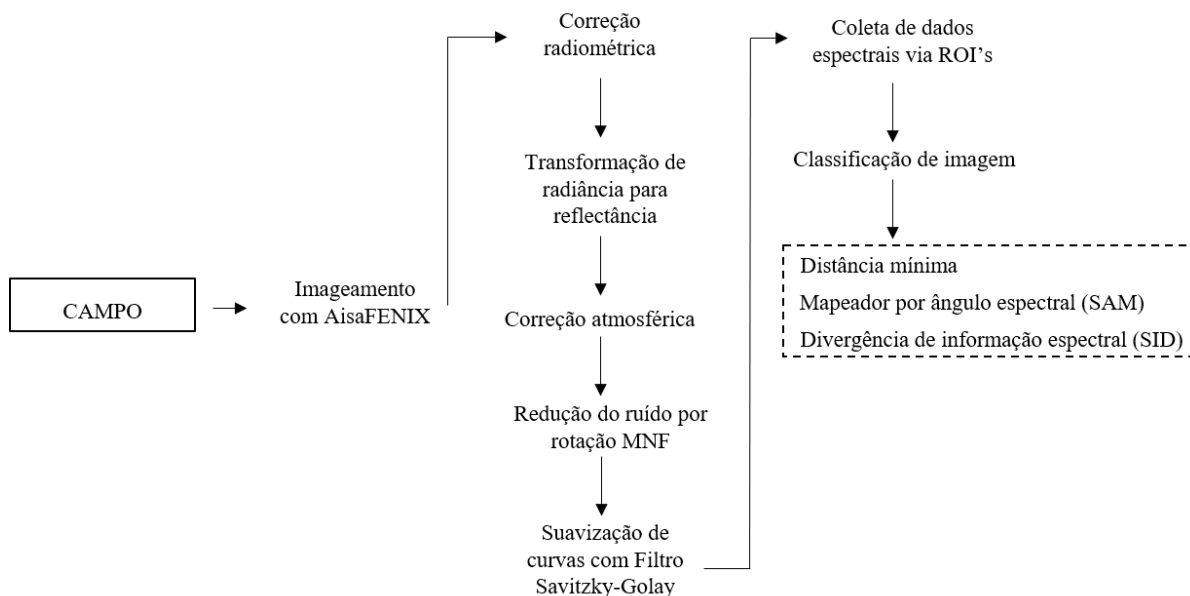 CAMPO
Imageamento
com AisaFENIX
Correção
radiométrica
Transformação de
radiância para
reflectância
Correção atmosférica
Redução do ruído por
rotação MNF
Suavização de
curvas com Filtro
Savitzky-Golay
Coleta de dados
espectrais via ROI’s
Classificação de imagem
Distância mínima
Mapeador por ângulo espectral (SAM)
Divergência de informação espectral (SID)